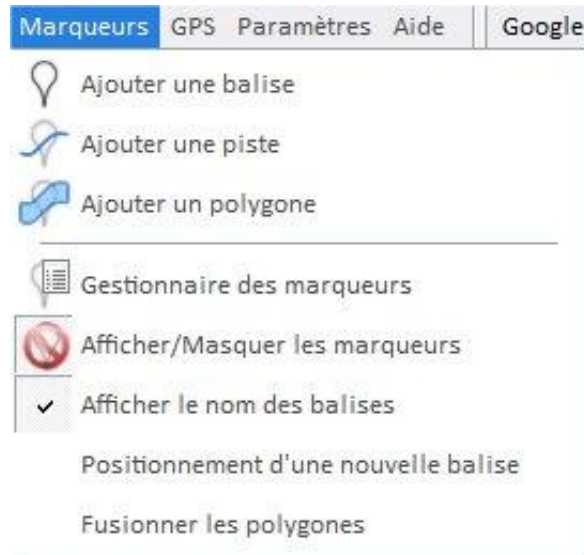 Marqueurs GPS Paramètres Aide Google
Ajouter une balise
Ajouter une piste
Ajouter un polygone
Gestionnaire des marqueurs
Afficher/Masquer les marqueurs
Afficher le nom des balises
Positionnement d'une nouvelle balise
Fusionner les polygones